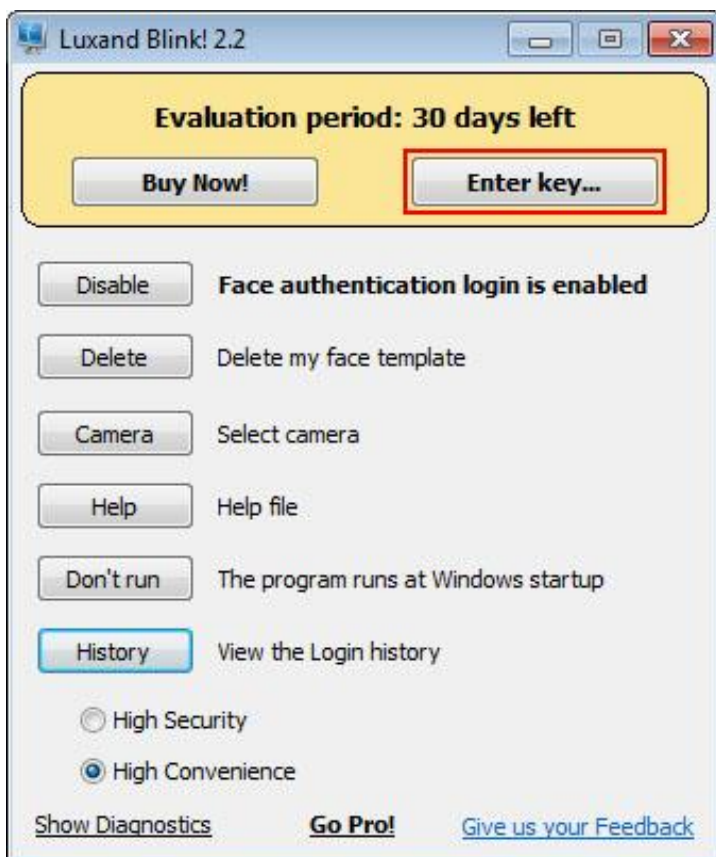 Luxand Blink! 2.2
Evaluation period: 30 days left
Buy Now! Enter key...
Disable Face authentication login is enabled
Delete Delete my face template
Camera Select camera
Help Help file
Don't run The program runs at Windows startup
History View the Login history
High Security
High Convenience
Show Diagnostics Go Pro! Give us your Feedback